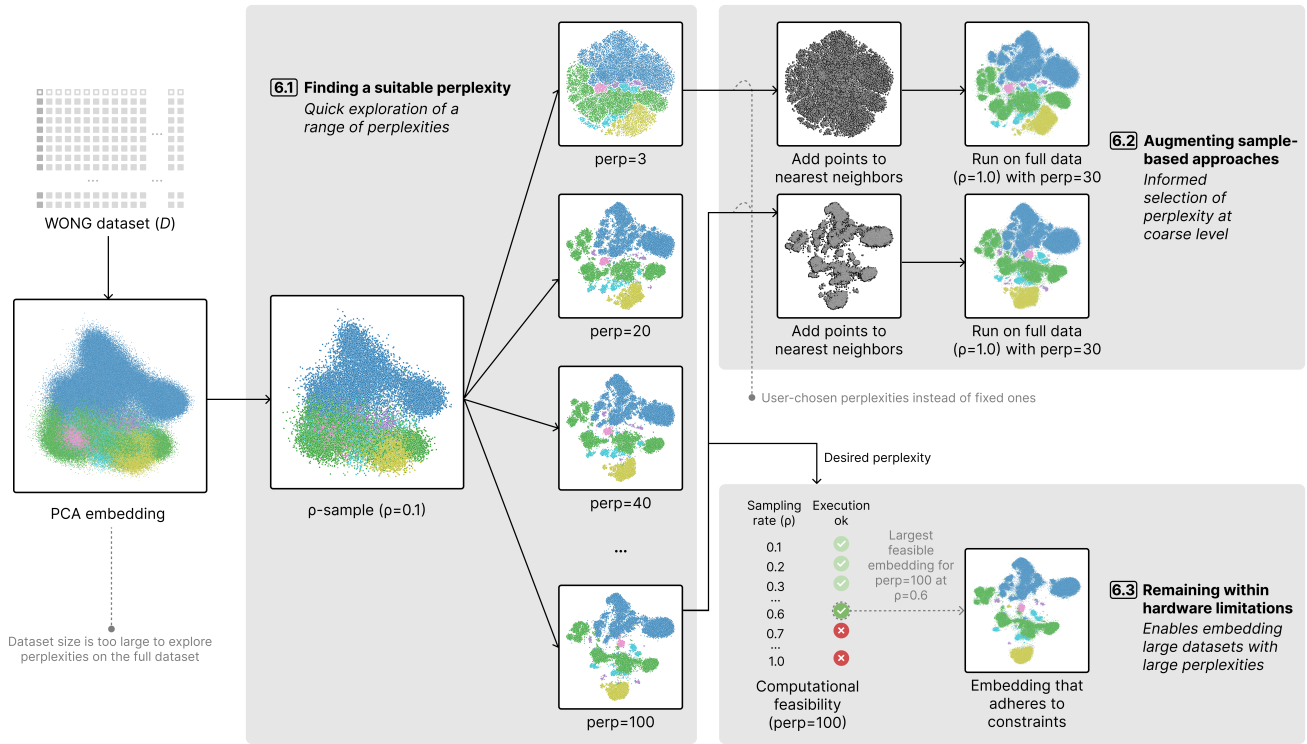 WONG dataset (D)
PCA embedding
Dataset size is too large to explore
perplexities on the full dataset
6.1 Finding a suitable perplexity
Quick exploration of a
range of perplexities
ρ-sample (ρ=0.1)
perp=3
perp=20
perp=40
...
perp=100
Add points to
nearest neighbors
Run on full data
(ρ=1.0) with perp=30
Add points to
nearest neighbors
Run on full data
(ρ=1.0) with perp=30
6.2 Augmenting sample-
based approaches
Informed
selection of
perplexity at
coarse level
User-chosen perplexities instead of fixed ones
Desired perplexity
Sampling
rate (ρ)
Execution
ok
0.1
0.2
0.3
...
0.6
0.7
...
1.0
Largest
feasible
embedding for
perp=100 at
ρ=0.6
Computational
feasibility
(perp=100)
Embedding that
adheres to
constraints
6.3 Remaining within
hardware limitations
Enables embedding
large datasets with
large perplexities